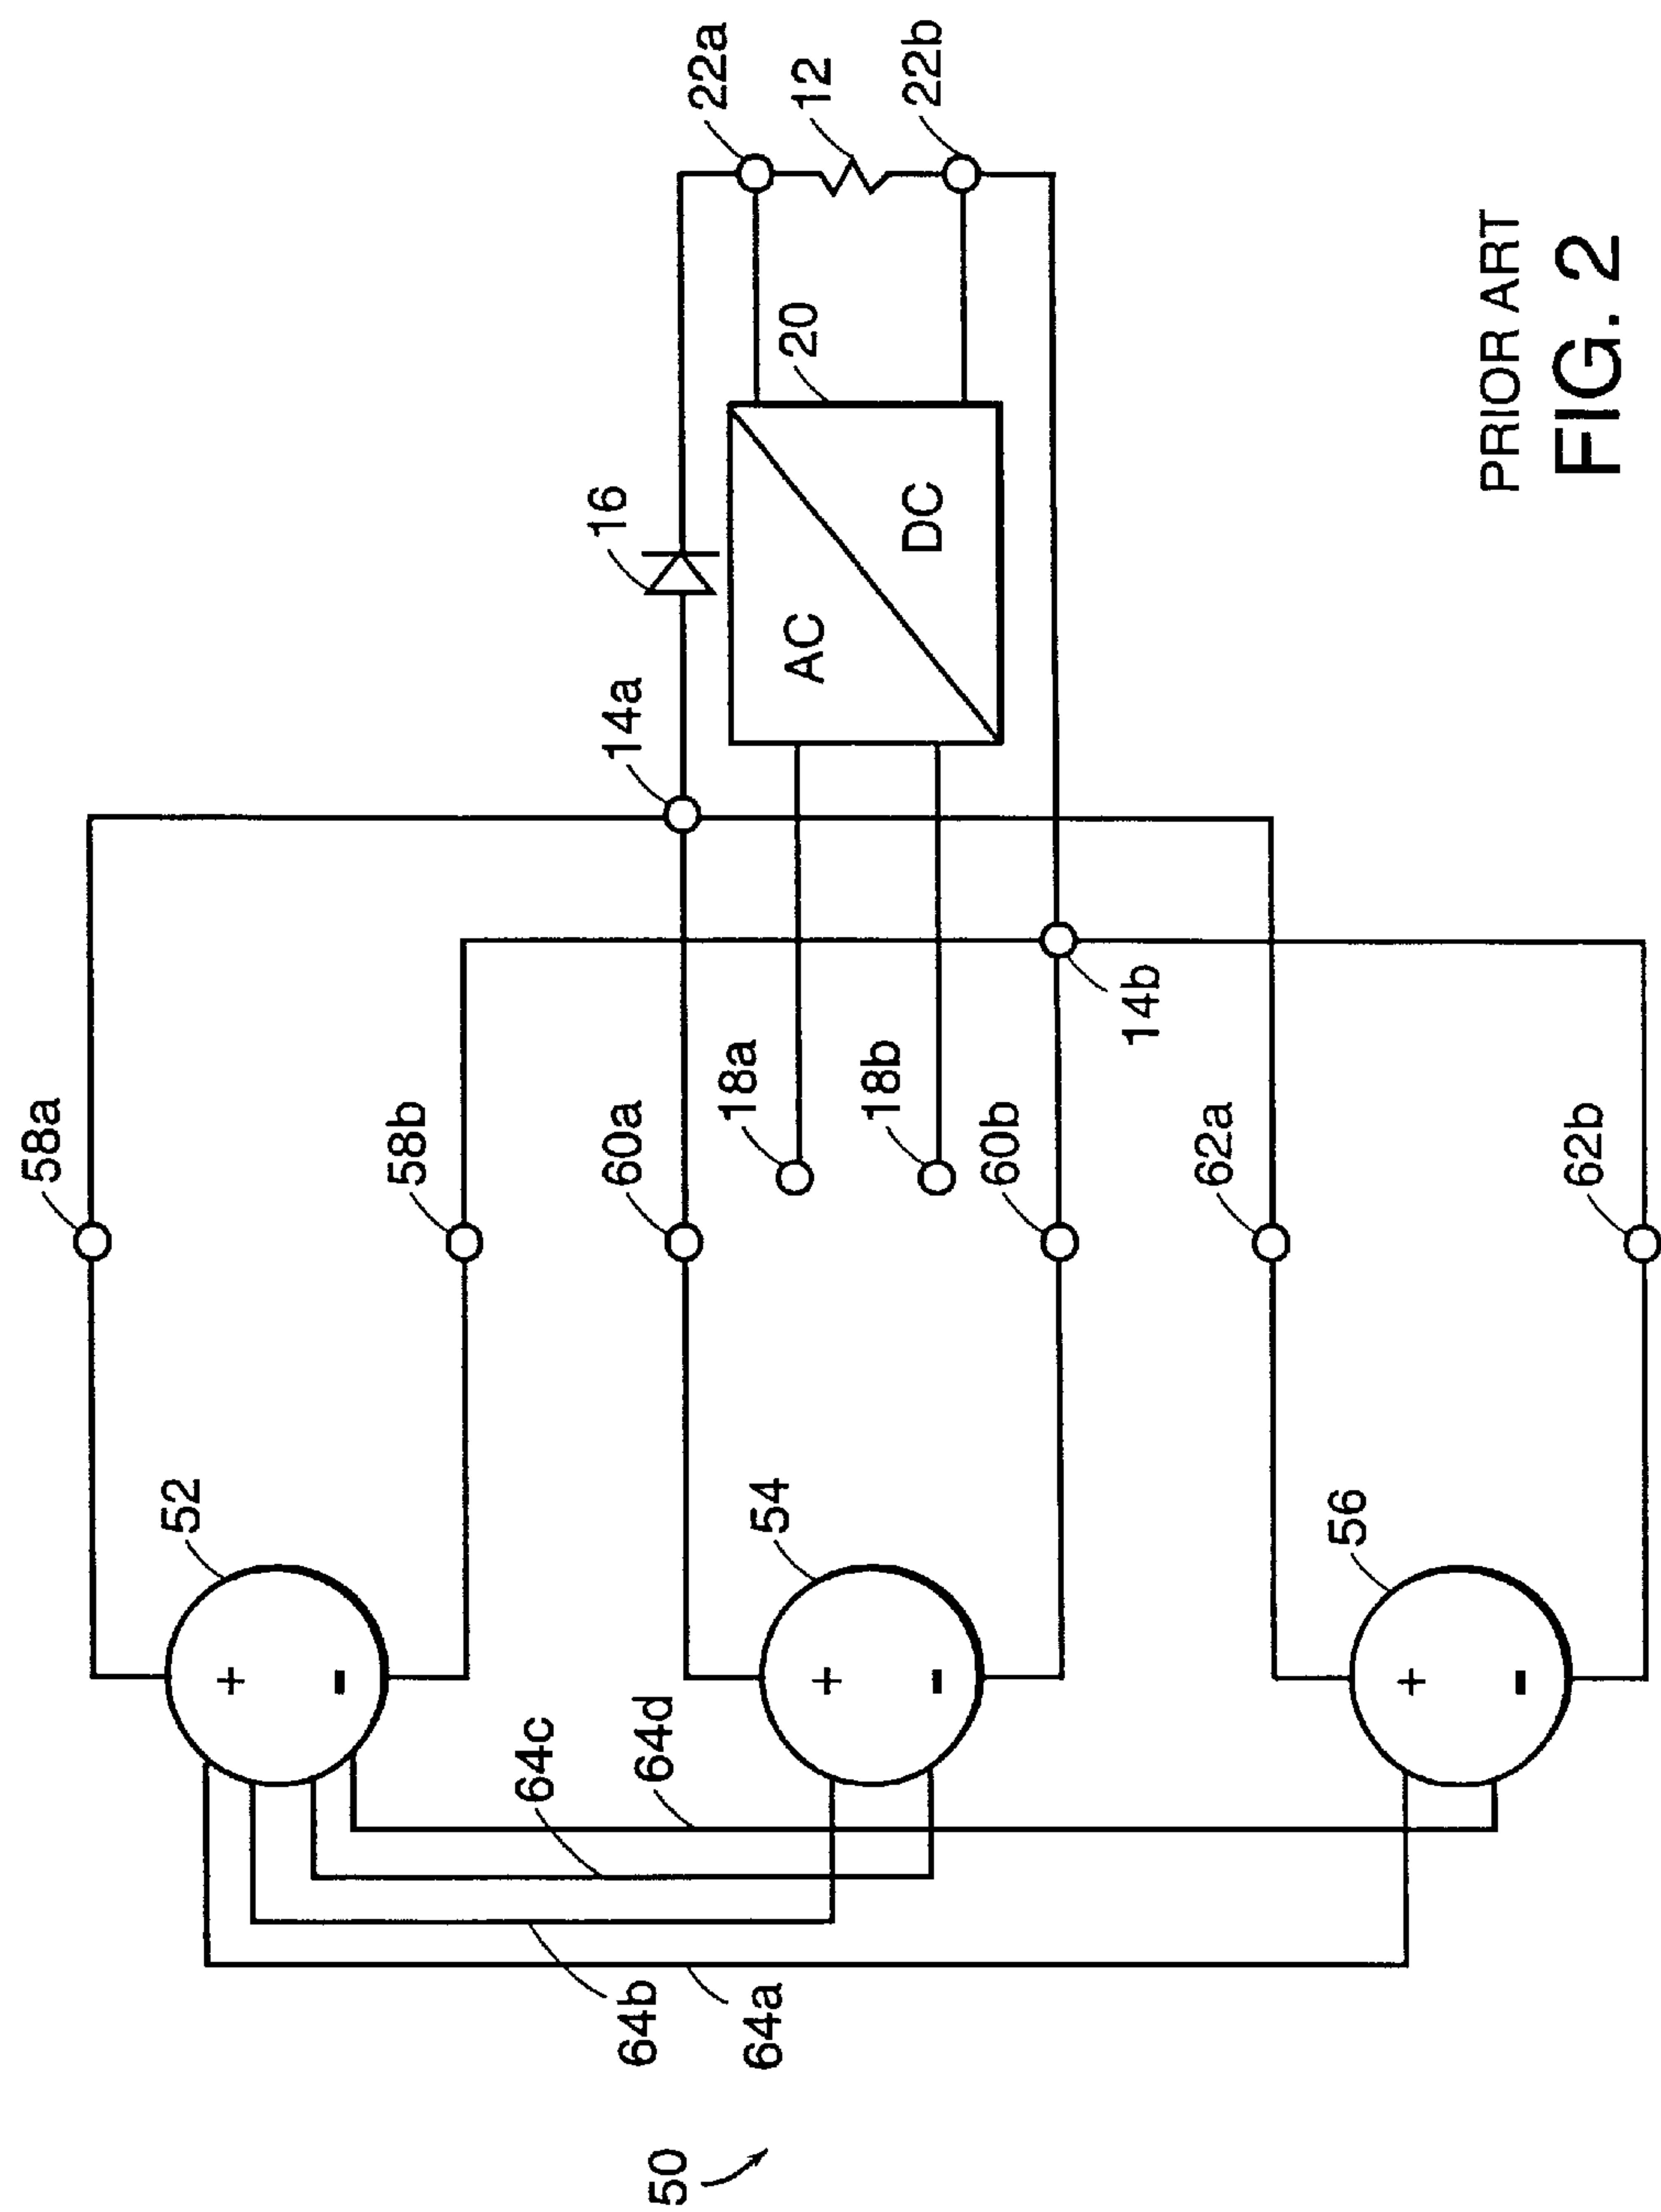 50
64a
64b
64c
64d
52
54
56
+
-
+
-
+
-
58a
58b
60a
60b
62a
62b
18a
18b
14a
14b
16
AC
DC
20
22a
12
22b
PRIOR ART
FIG. 2